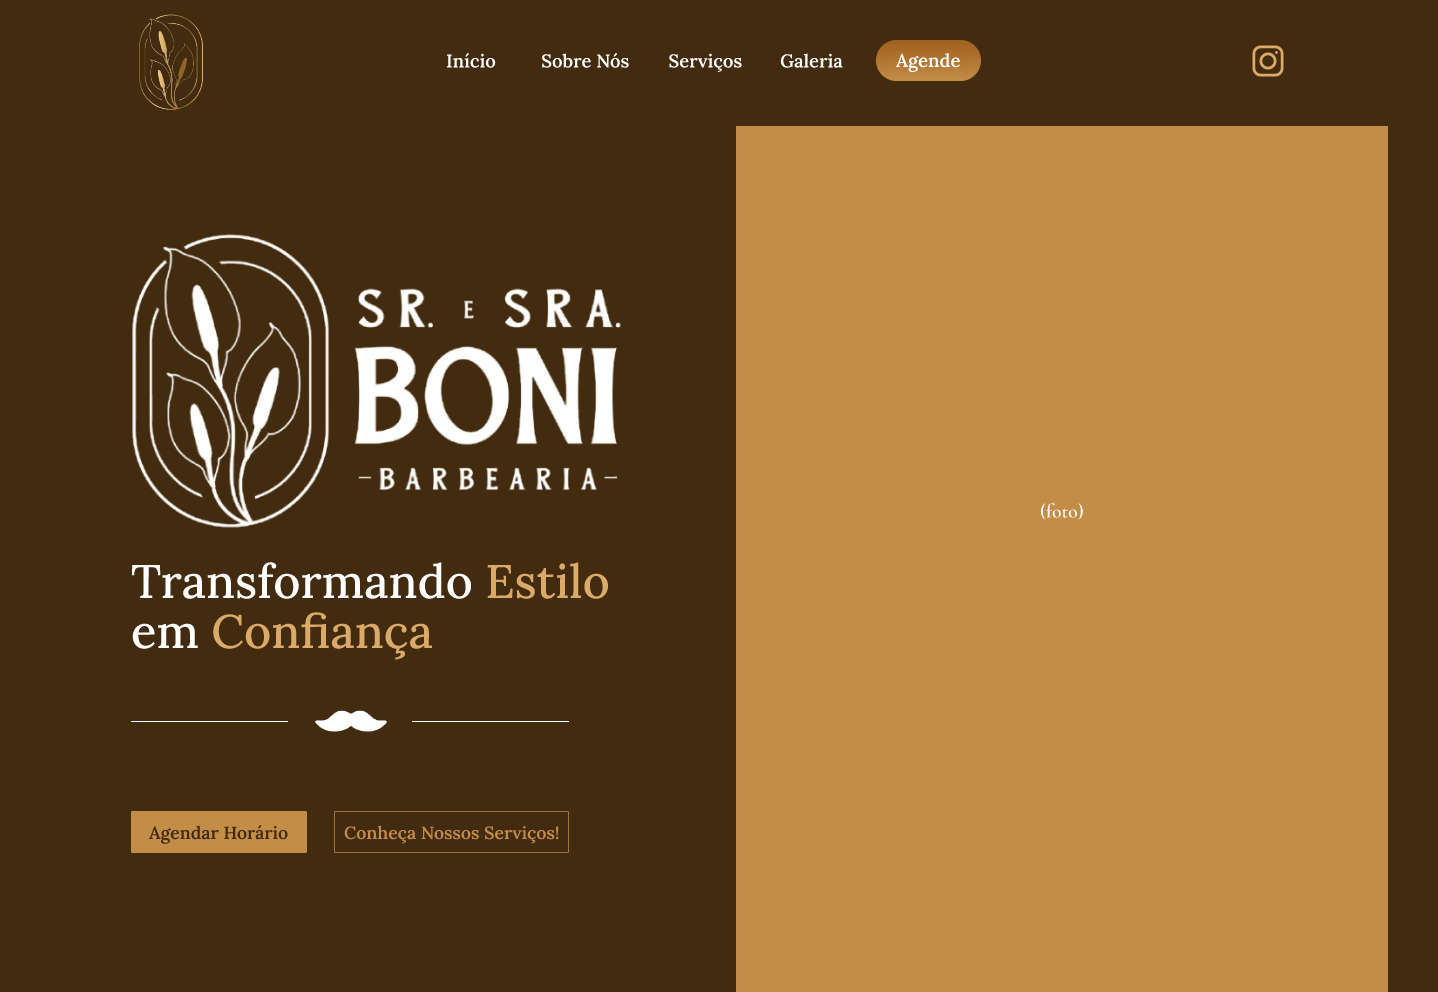 Início Sobre Nós Serviços Galeria Agende
SR. E SRA.
BONI
-BARBEARIA-
Transformando Estilo
em Confiança
Agendar Horário Conheça Nossos Serviços!
(foto)